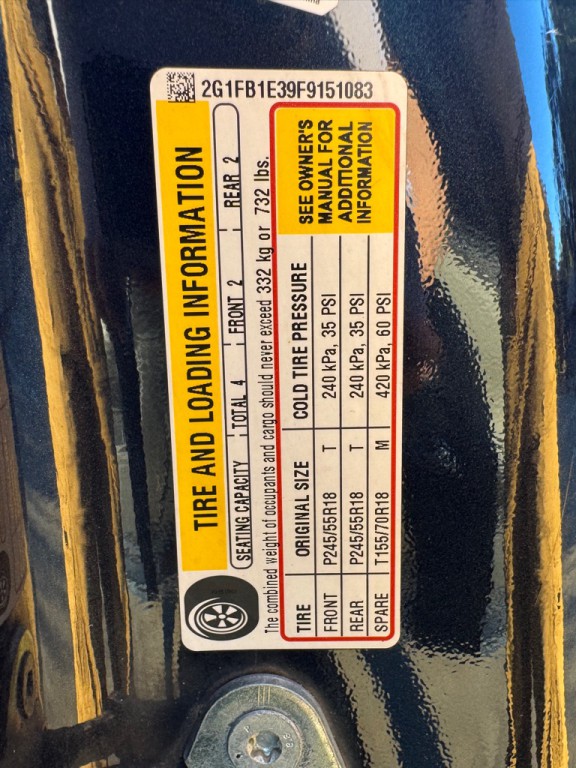 2G1FB1E39F9151083
TIRE AND LOADING INFORMATION
SEATING CAPACITY TOTAL 4 FRONT 2 REAR 2
The combined weight of occupants and cargo should never exceed 332 kg or 732 lbs.
TIRE ORIGINAL SIZE COLD TIRE PRESSURE
FRONT P245/55R18 T 240 kPa, 35 PSI
REAR P245/55R18 T 240 kPa, 35 PSI
SPARE T155/70R18 M 420 kPa, 60 PSI
SEE OWNER'S
MANUAL FOR
ADDITIONAL
INFORMATION